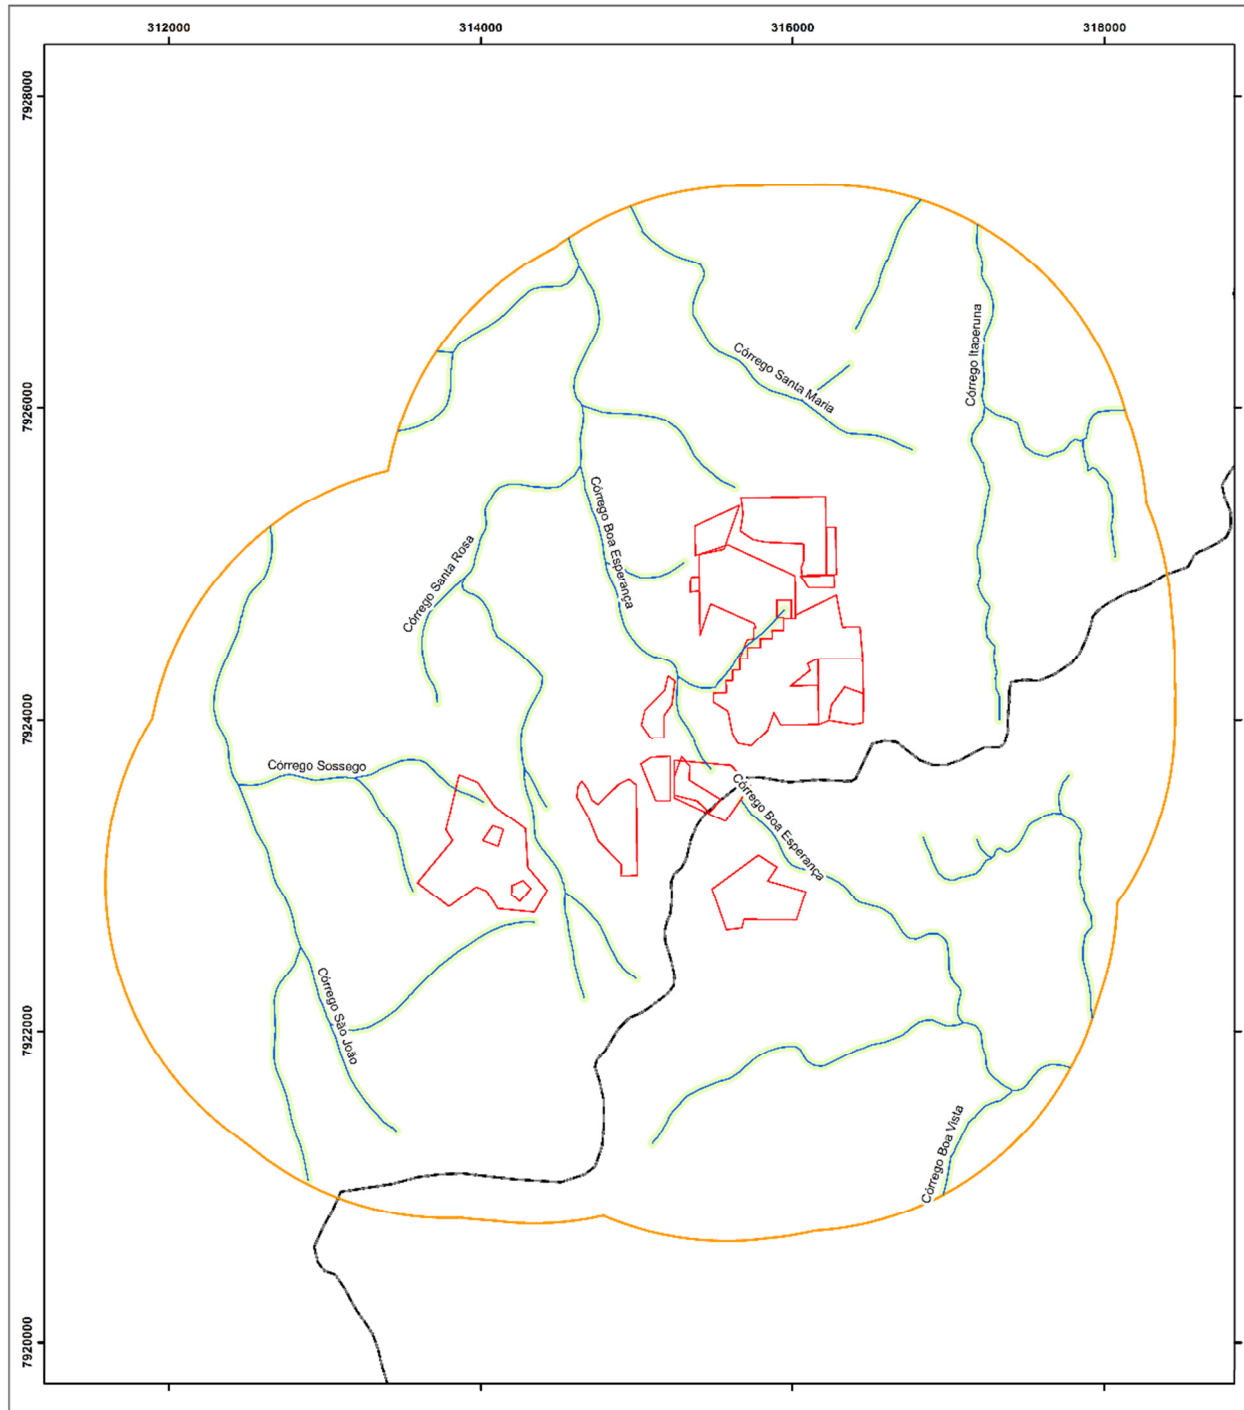 312000 314000 316000 318000
7928000
Córrego Itaperuna
Córrego Santa Maria
7926000
Córrego Boa Esperança
Córrego Santa Rosa
7924000
Córrego Sossego
Córrego Boa Esperança
Córrego São João
7922000
Córrego Boa Vista
7920000